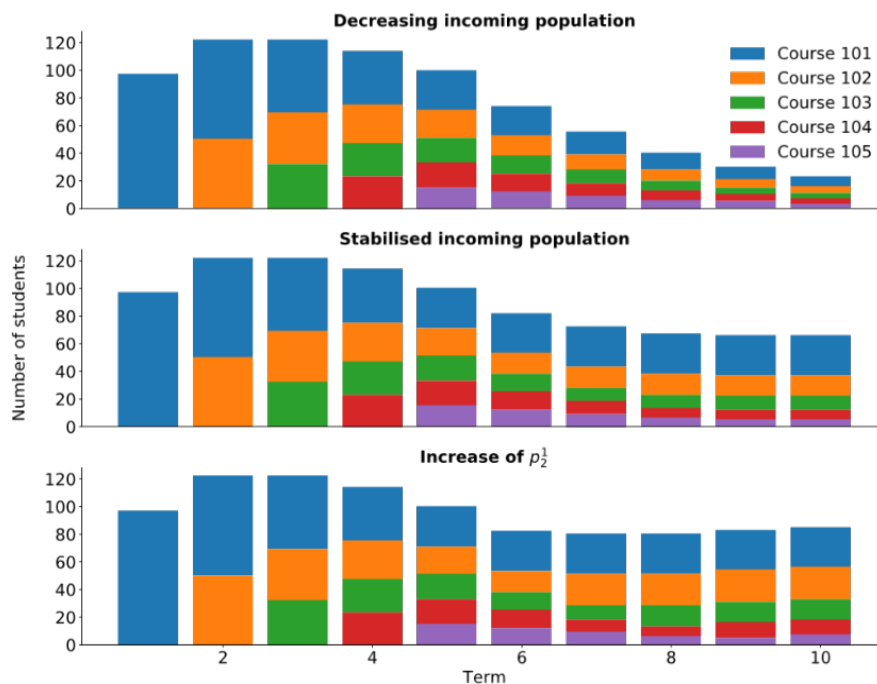 Decreasing incoming population
120
100
80
60
40
20
0
Course 101
Course 102
Course 103
Course 104
Course 105
Stabilised incoming population
120
100
80
60
40
20
0
Number of students
Increase of $p_2^1$
120
100
80
60
40
20
0
2 4 6 8 10
Term